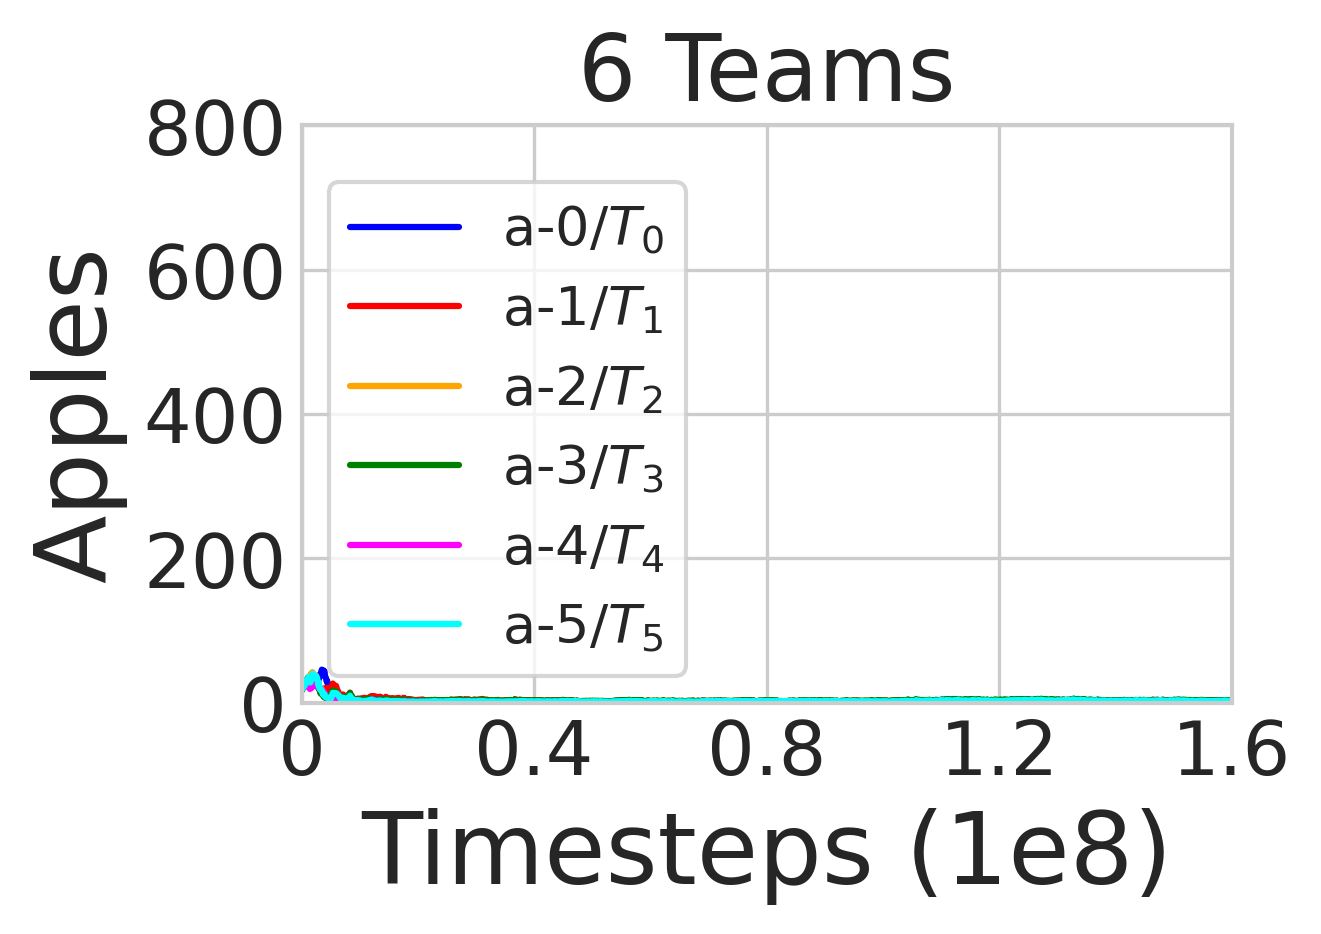 6 Teams
800
600
400
200
0
Apples
a-0/T₀
a-1/T₁
a-2/T₂
a-3/T₃
a-4/T₄
a-5/T₅
0 0.4 0.8 1.2 1.6
Timesteps (1e8)